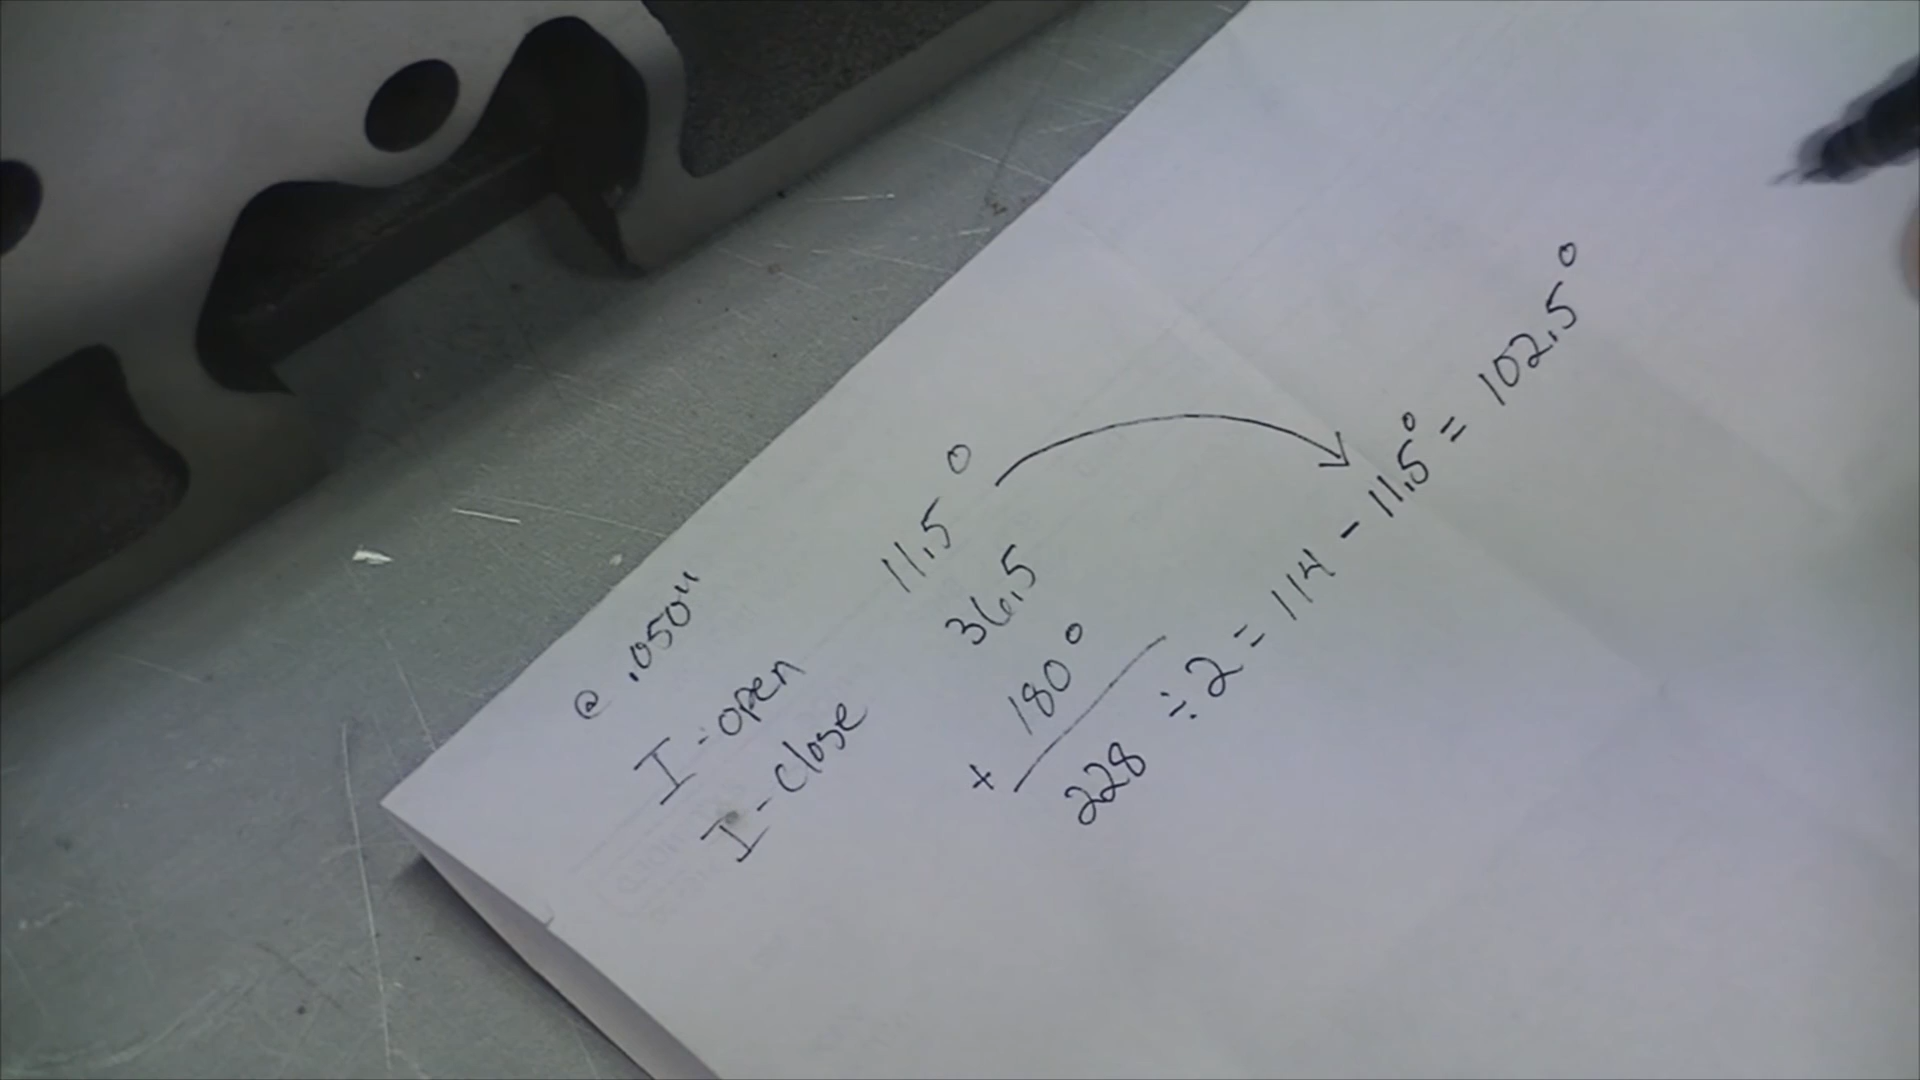 @ .050"
I-open 11.5°
I-close 36.5
+ 180°
228 ÷ 2 = 114 - 11.5° = 102.5°